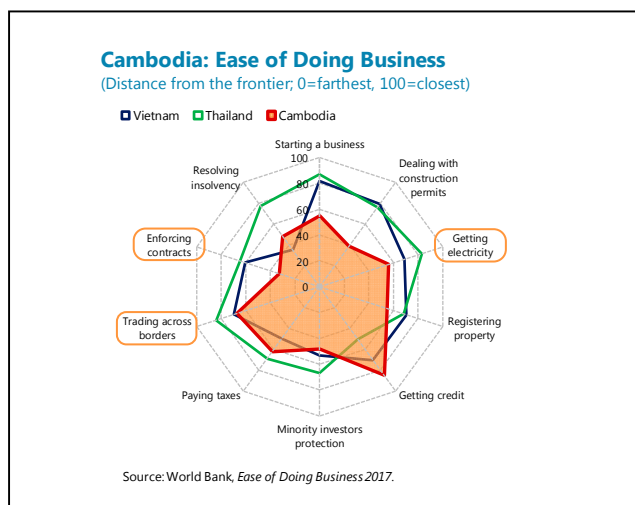 Cambodia: Ease of Doing Business
(Distance from the frontier; 0=farthest, 100=closest)
Vietnam
Thailand
Cambodia
Starting a business
100
80
60
40
20
0
Dealing with
construction
permits
Getting
electricity
Registering
property
Getting credit
Minority investors
protection
Paying taxes
Trading across
borders
Enforcing
contracts
Resolving
insolvency
Source: World Bank, Ease of Doing Business 2017.